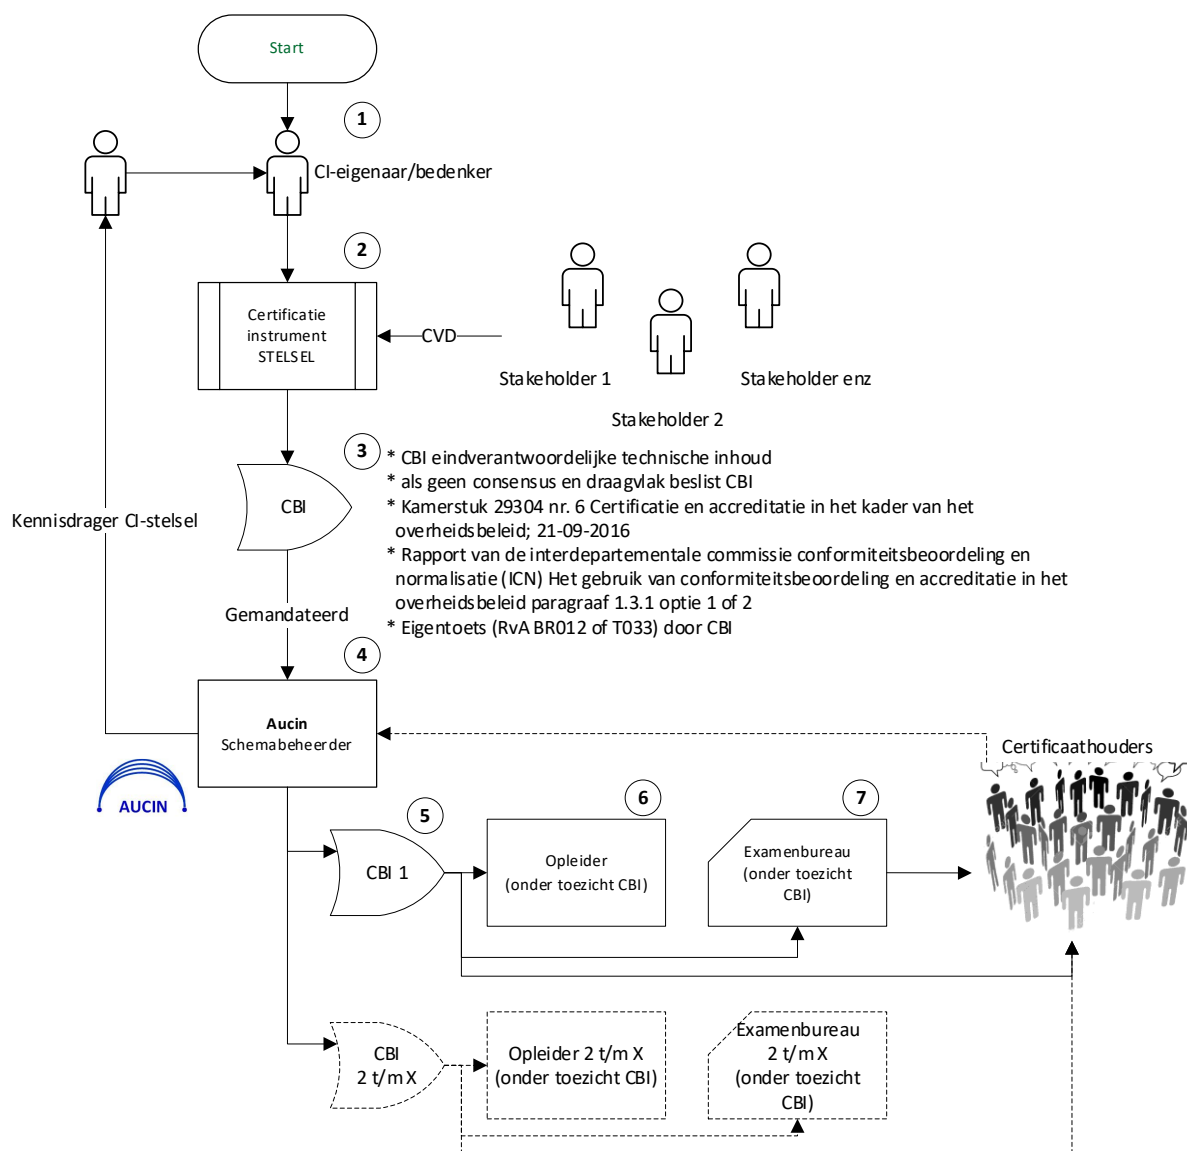 Start
1
CI-eigenaar/bedenker
2
Certificatie
instrument
STELSEL
CVD
Stakeholder 1
Stakeholder enz
Stakeholder 2
3
CBI
* CBI eindverantwoordelijke technische inhoud
* als geen consensus en draagvlak beslist CBI
* Kamerstuk 29304 nr. 6 Certificatie en accreditatie in het kader van het
overheidsbeleid; 21-09-2016
* Rapport van de interdepartementale commissie conformiteitsbeoordeling en
normalisatie (ICN) Het gebruik van conformiteitsbeoordeling en accreditatie in het
overheidsbeleid paragraaf 1.3.1 optie 1 of 2
* Eigentoets (RvA BR012 of T033) door CBI
Kennisdrager CI-stelsel
Gemandateerd
4
Aucin
Schemabeheerder
AUCIN
Certificaathouders
5
CBI 1
6
Opleider
(onder toezicht CBI)
7
Examenbureau
(onder toezicht
CBI)
CBI
2 t/m X
Opleider 2 t/m X
(onder toezicht CBI)
Examenbureau
2 t/m X
(onder toezicht
CBI)